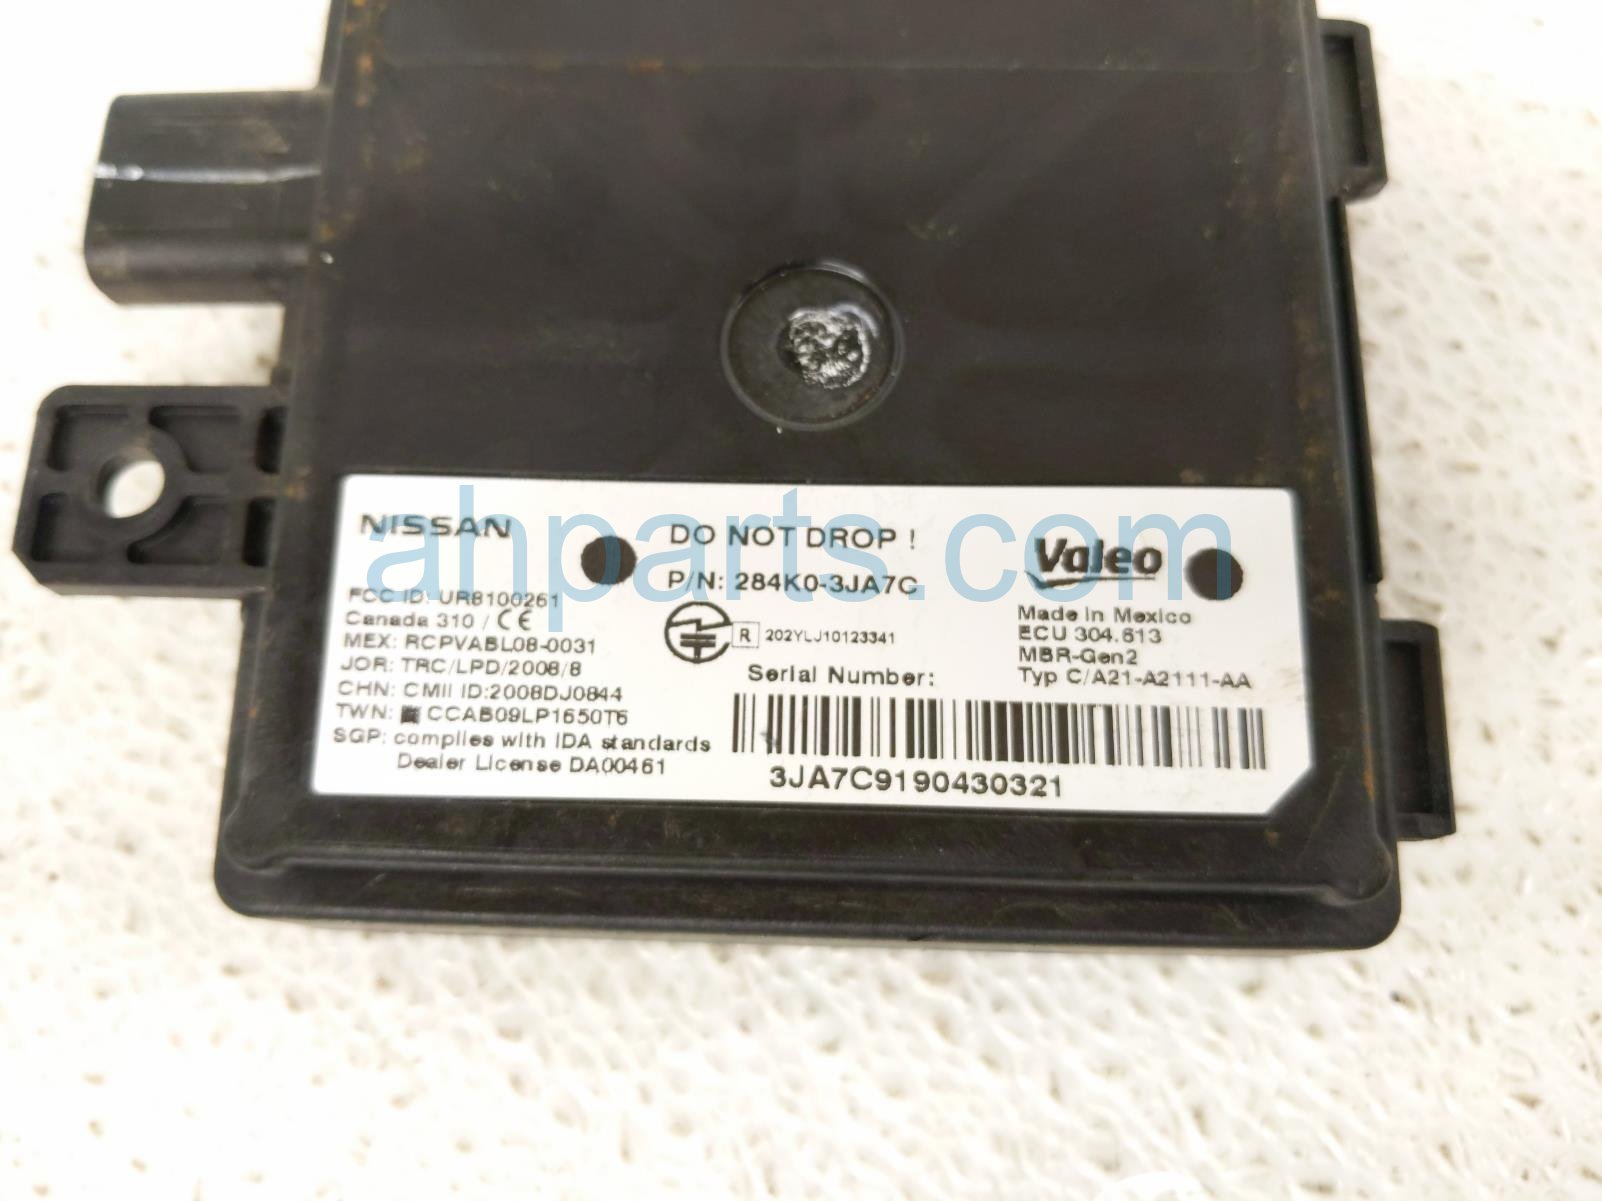 NISSAN
FCC ID: UR8100261
Canada 310 / CE
MEX: RCPVABL08-0031
JOR: TRC/LPD/2008/8
CHN: CMII ID:2008DJ0844
TWN: CCAB09LP1650T6
SGP: complies with IDA standards
Dealer License DA00461
DO NOT DROP !
P/N: 284K0-3JA7C
R 202YLJ10123341
Serial Number:
3JA7C9190430321
Valeo
Made in Mexico
ECU 304.613
MBR-Gen2
Typ C/A21-A2111-AA
ahparts.com